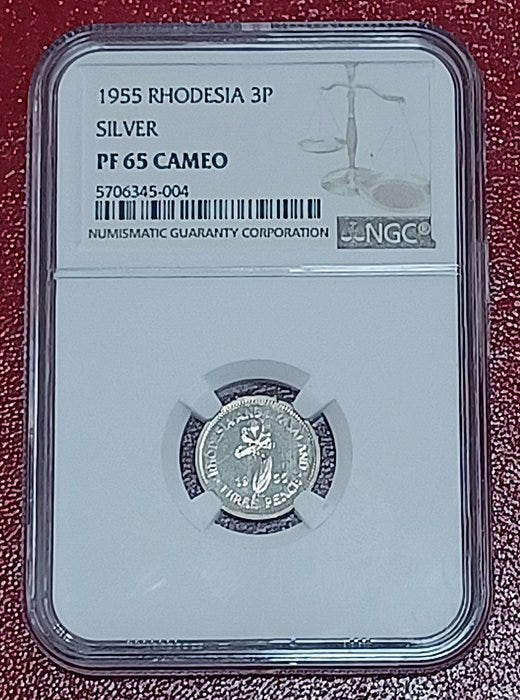 1955 RHODESIA 3P
SILVER
PF 65 CAMEO
5706345-004
NUMISMATIC GUARANTY CORPORATION
NGC®
THREE PENCE